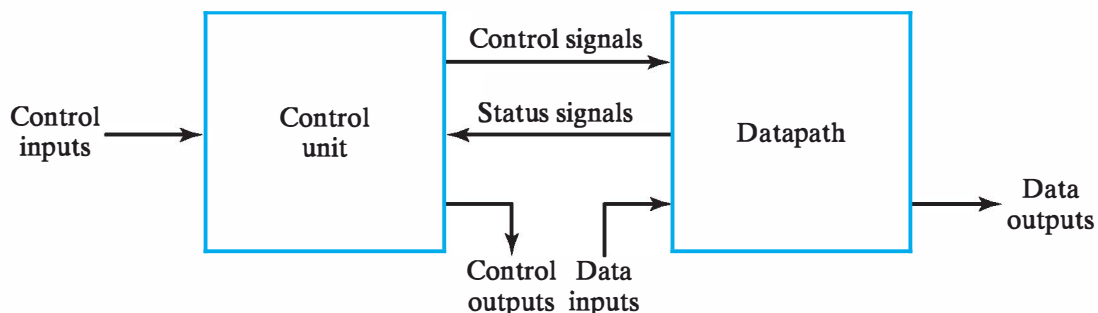 Control signals
Status signals
Control
inputs
Control
unit
Datapath
Data
outputs
Control
outputs
Data
inputs